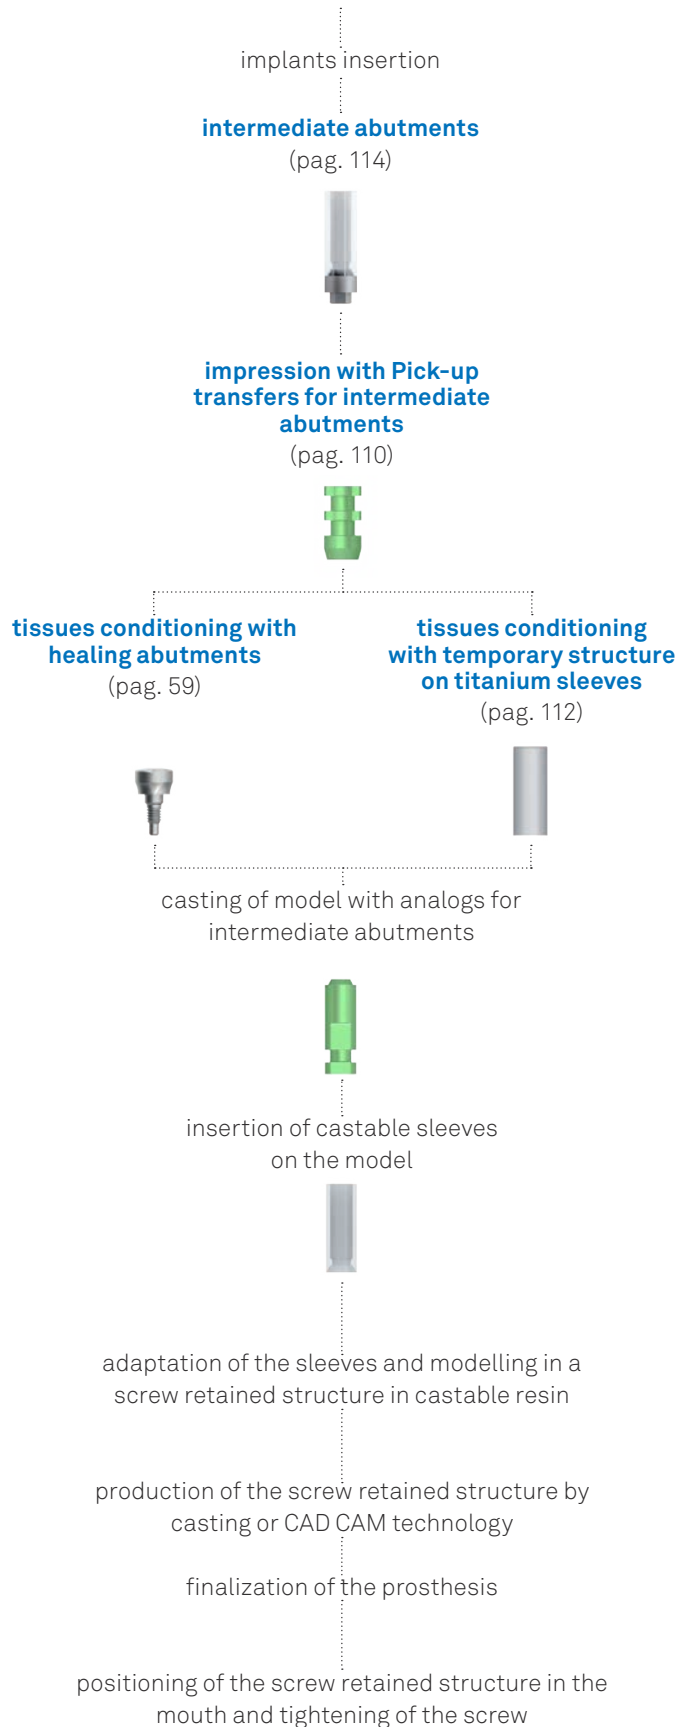 implants insertion
intermediate abutments
(pag. 114)
impression with Pick-up
transfers for intermediate
abutments
(pag. 110)
tissues conditioning with
healing abutments
(pag. 59)
tissues conditioning
with temporary structure
on titanium sleeves
(pag. 112)
casting of model with analogs for
intermediate abutments
insertion of castable sleeves
on the model
adaptation of the sleeves and modelling in a
screw retained structure in castable resin
production of the screw retained structure by
casting or CAD CAM technology
finalization of the prosthesis
positioning of the screw retained structure in the
mouth and tightening of the screw